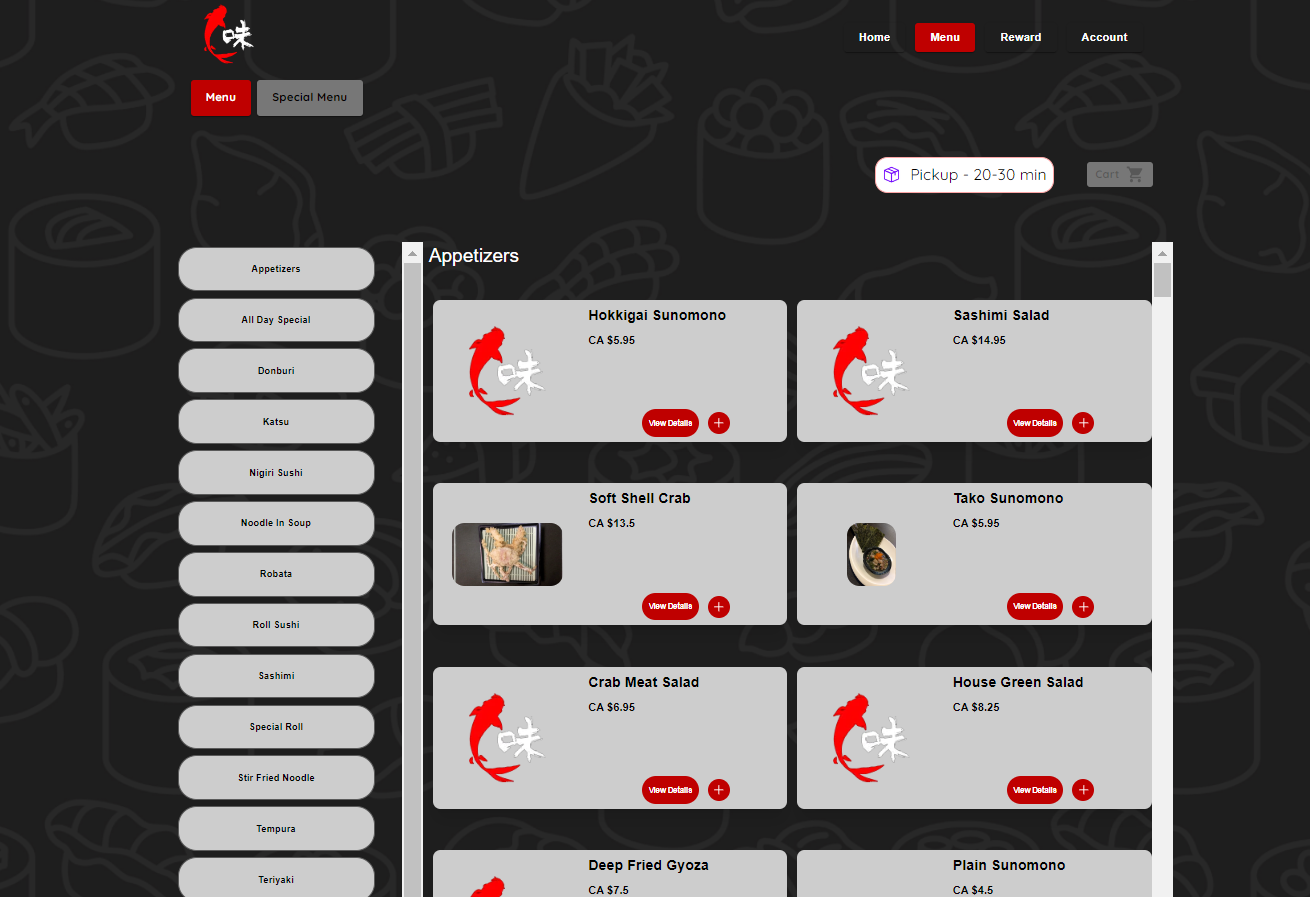 味
Home
Menu
Reward
Account
Menu
Special Menu
Pickup - 20-30 min
Cart
Appetizers
All Day Special
Donburi
Katsu
Nigiri Sushi
Noodle In Soup
Robata
Roll Sushi
Sashimi
Special Roll
Stir Fried Noodle
Tempura
Teriyaki
Appetizers
味
Hokkigai Sunomono
CA $5.95
View Details
+
味
Sashimi Salad
CA $14.95
View Details
+
Soft Shell Crab
CA $13.5
View Details
+
Tako Sunomono
CA $5.95
View Details
+
味
Crab Meat Salad
CA $6.95
View Details
+
味
House Green Salad
CA $8.25
View Details
+
Deep Fried Gyoza
CA $7.5
Plain Sunomono
CA $4.5